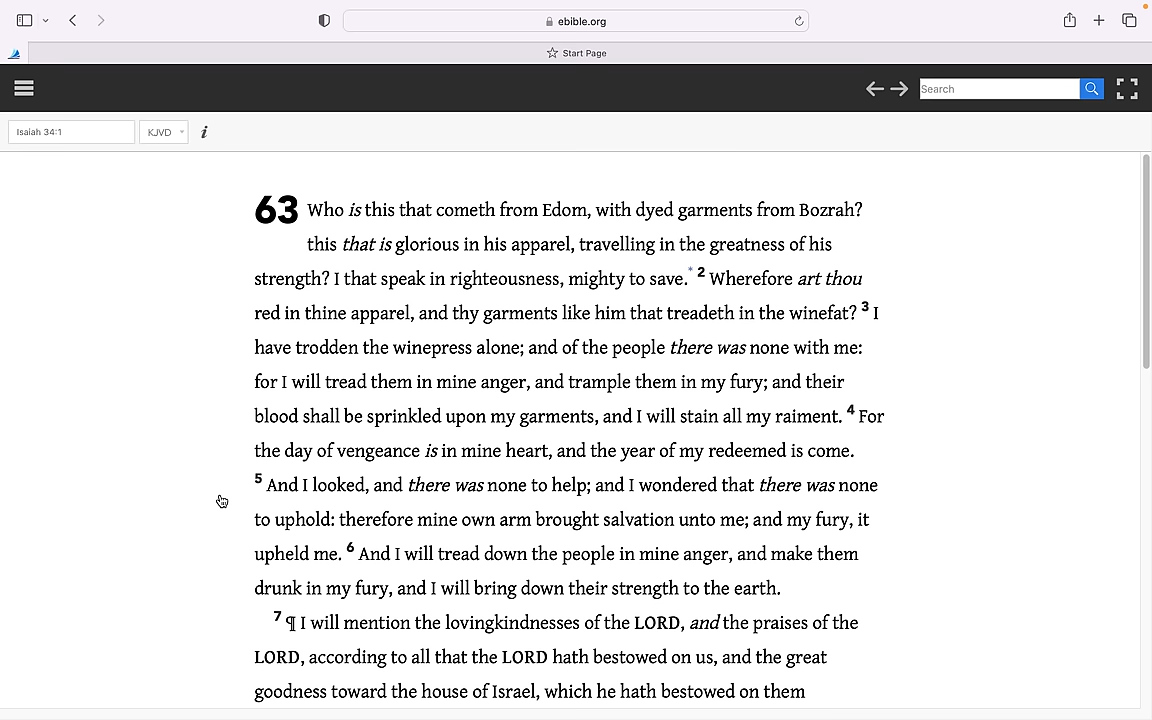 ebible.org
Start Page
Search
Isaiah 34:1
KJVD
i
63 Who is this that cometh from Edom, with dyed garments from Bozrah?
this that is glorious in his apparel, travelling in the greatness of his
strength? I that speak in righteousness, mighty to save.* 2 Wherefore art thou
red in thine apparel, and thy garments like him that treadeth in the winefat? 3 I
have trodden the winepress alone; and of the people there was none with me:
for I will tread them in mine anger, and trample them in my fury; and their
blood shall be sprinkled upon my garments, and I will stain all my raiment. 4 For
the day of vengeance is in mine heart, and the year of my redeemed is come.
5 And I looked, and there was none to help; and I wondered that there was none
to uphold: therefore mine own arm brought salvation unto me; and my fury, it
upheld me. 6 And I will tread down the people in mine anger, and make them
drunk in my fury, and I will bring down their strength to the earth.
7 ¶ I will mention the lovingkindnesses of the LORD, and the praises of the
LORD, according to all that the LORD hath bestowed on us, and the great
goodness toward the house of Israel, which he hath bestowed on them